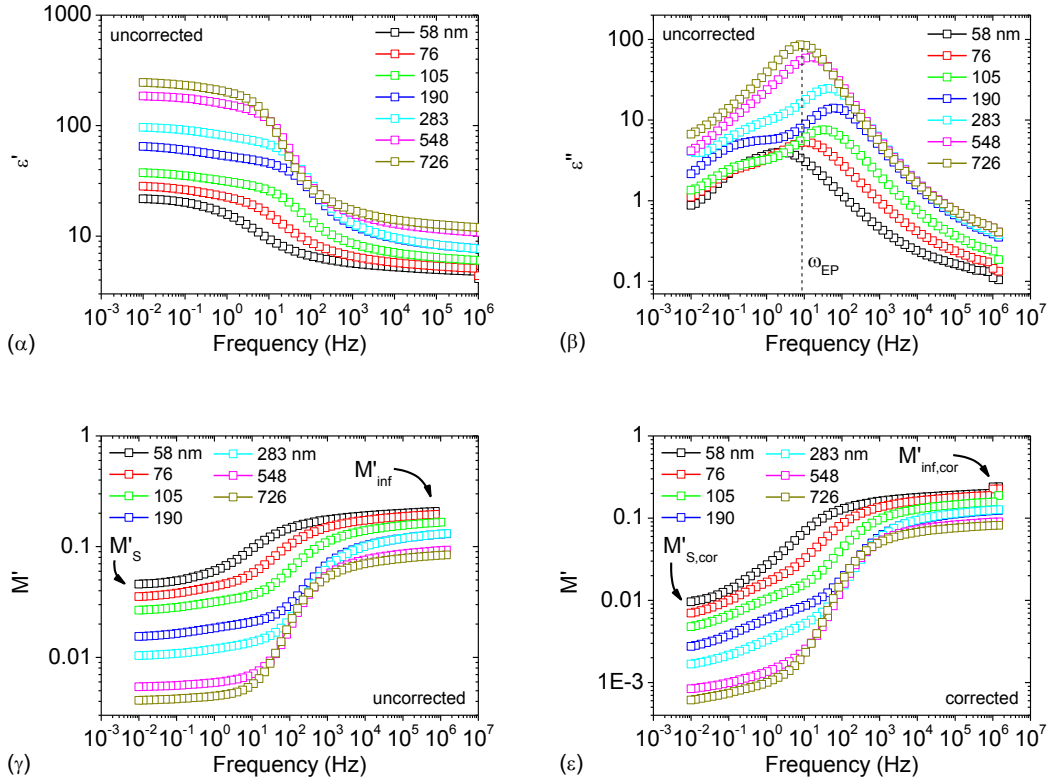 uncorrected
58 nm
76
105
190
283
548
726
1000
100
10
ε'
10⁻³ 10⁻² 10⁻¹ 10⁰ 10¹ 10² 10³ 10⁴ 10⁵ 10⁶
Frequency (Hz)
(α)
uncorrected
58 nm
76
105
190
283
548
726
100
10
1
0.1
ε''
ω_EP
10⁻³ 10⁻² 10⁻¹ 10⁰ 10¹ 10² 10³ 10⁴ 10⁵ 10⁶ 10⁷
Frequency (Hz)
(β)
58 nm 283 nm
76 548
105 726
190
M'_inf
M'_S
1
0.1
0.01
M'
uncorrected
10⁻³ 10⁻² 10⁻¹ 10⁰ 10¹ 10² 10³ 10⁴ 10⁵ 10⁶ 10⁷
Frequency (Hz)
(γ)
58 nm 283 nm
76 548
105 726
190
M'_inf,cor
M'_S,cor
1
0.1
0.01
1E-3
M'
corrected
10⁻³ 10⁻² 10⁻¹ 10⁰ 10¹ 10² 10³ 10⁴ 10⁵ 10⁶ 10⁷
Frequency (Hz)
(ε)